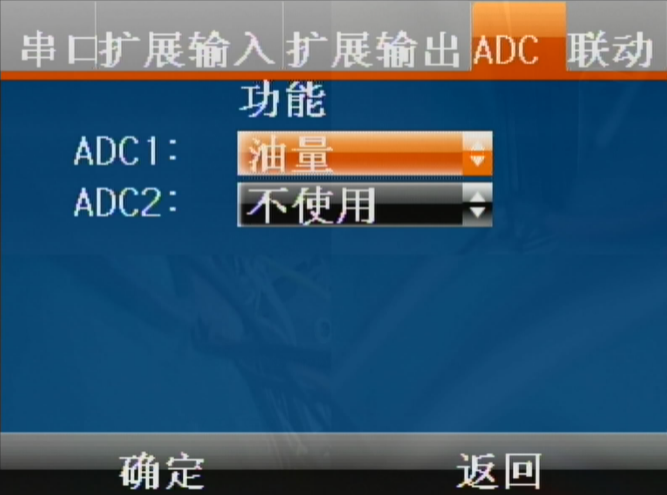 串口 扩展输入 扩展输出 ADC 联动
功能
ADC1: 油量
ADC2: 不使用
确定 返回